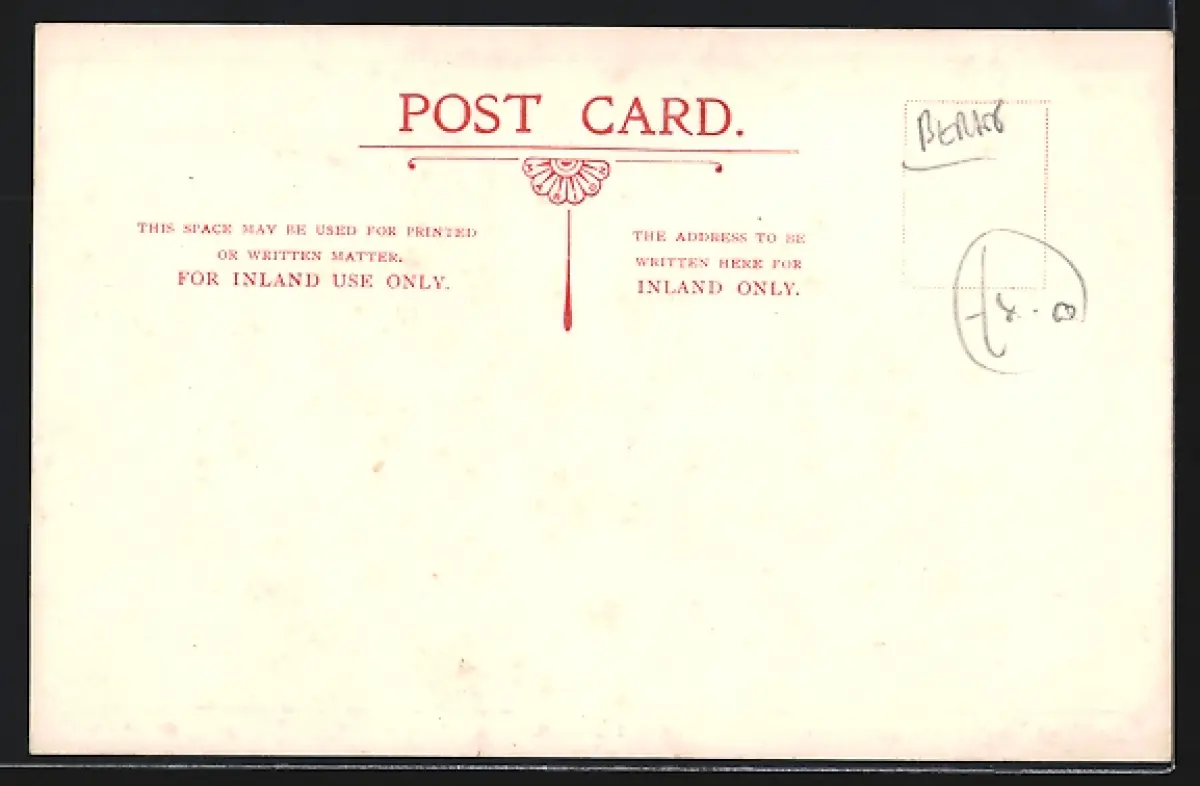 POST CARD.
THIS SPACE MAY BE USED FOR PRINTED
OR WRITTEN MATTER.
FOR INLAND USE ONLY.
THE ADDRESS TO BE
WRITTEN HERE FOR
INLAND ONLY.